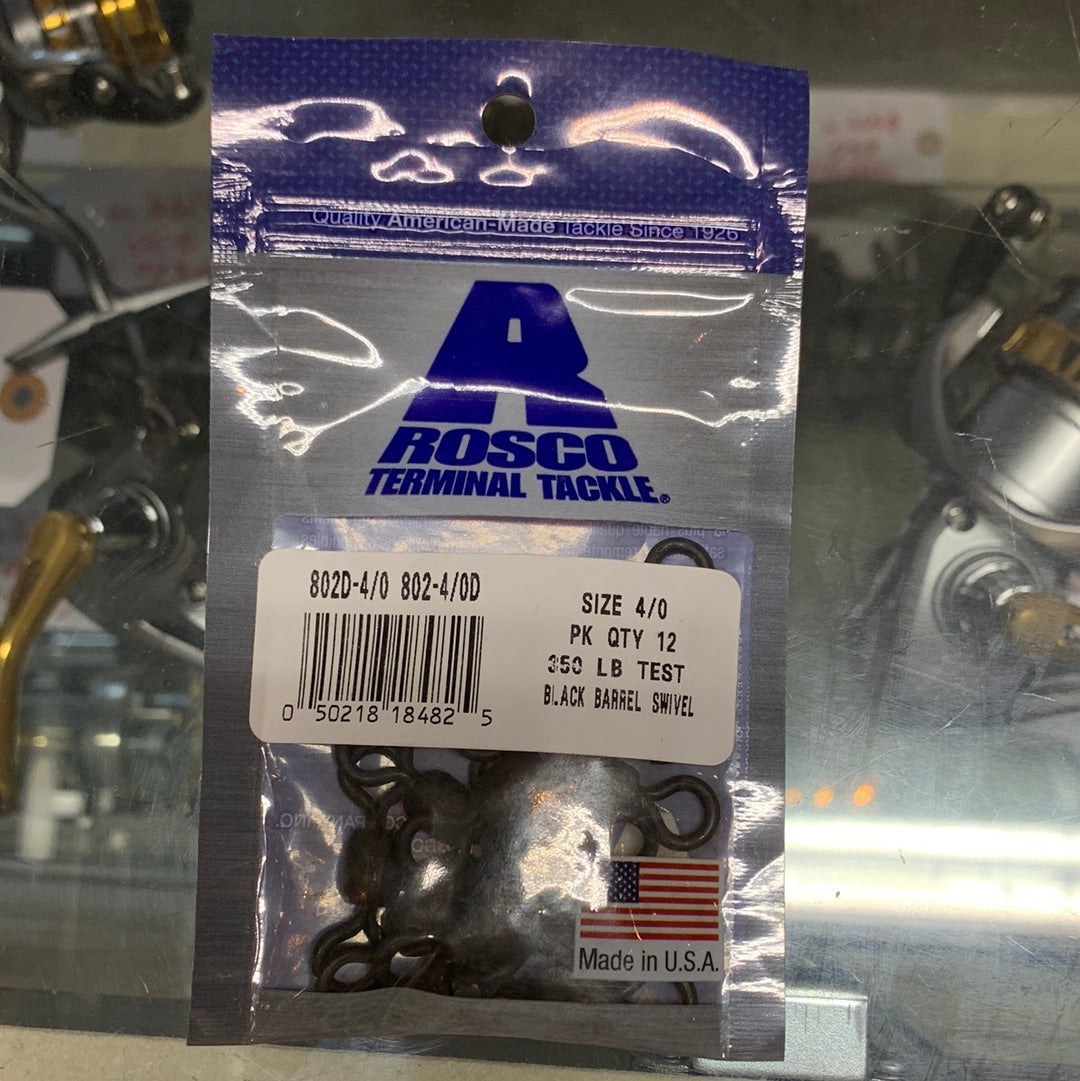 Quality American-Made Tackle Since 1926
R
ROSCO
TERMINAL TACKLE®
802D-4/0 802-4/0D
0 50218 18482 5
SIZE 4/0
PK QTY 12
350 LB TEST
BLACK BARREL SWIVEL
Made in U.S.A.